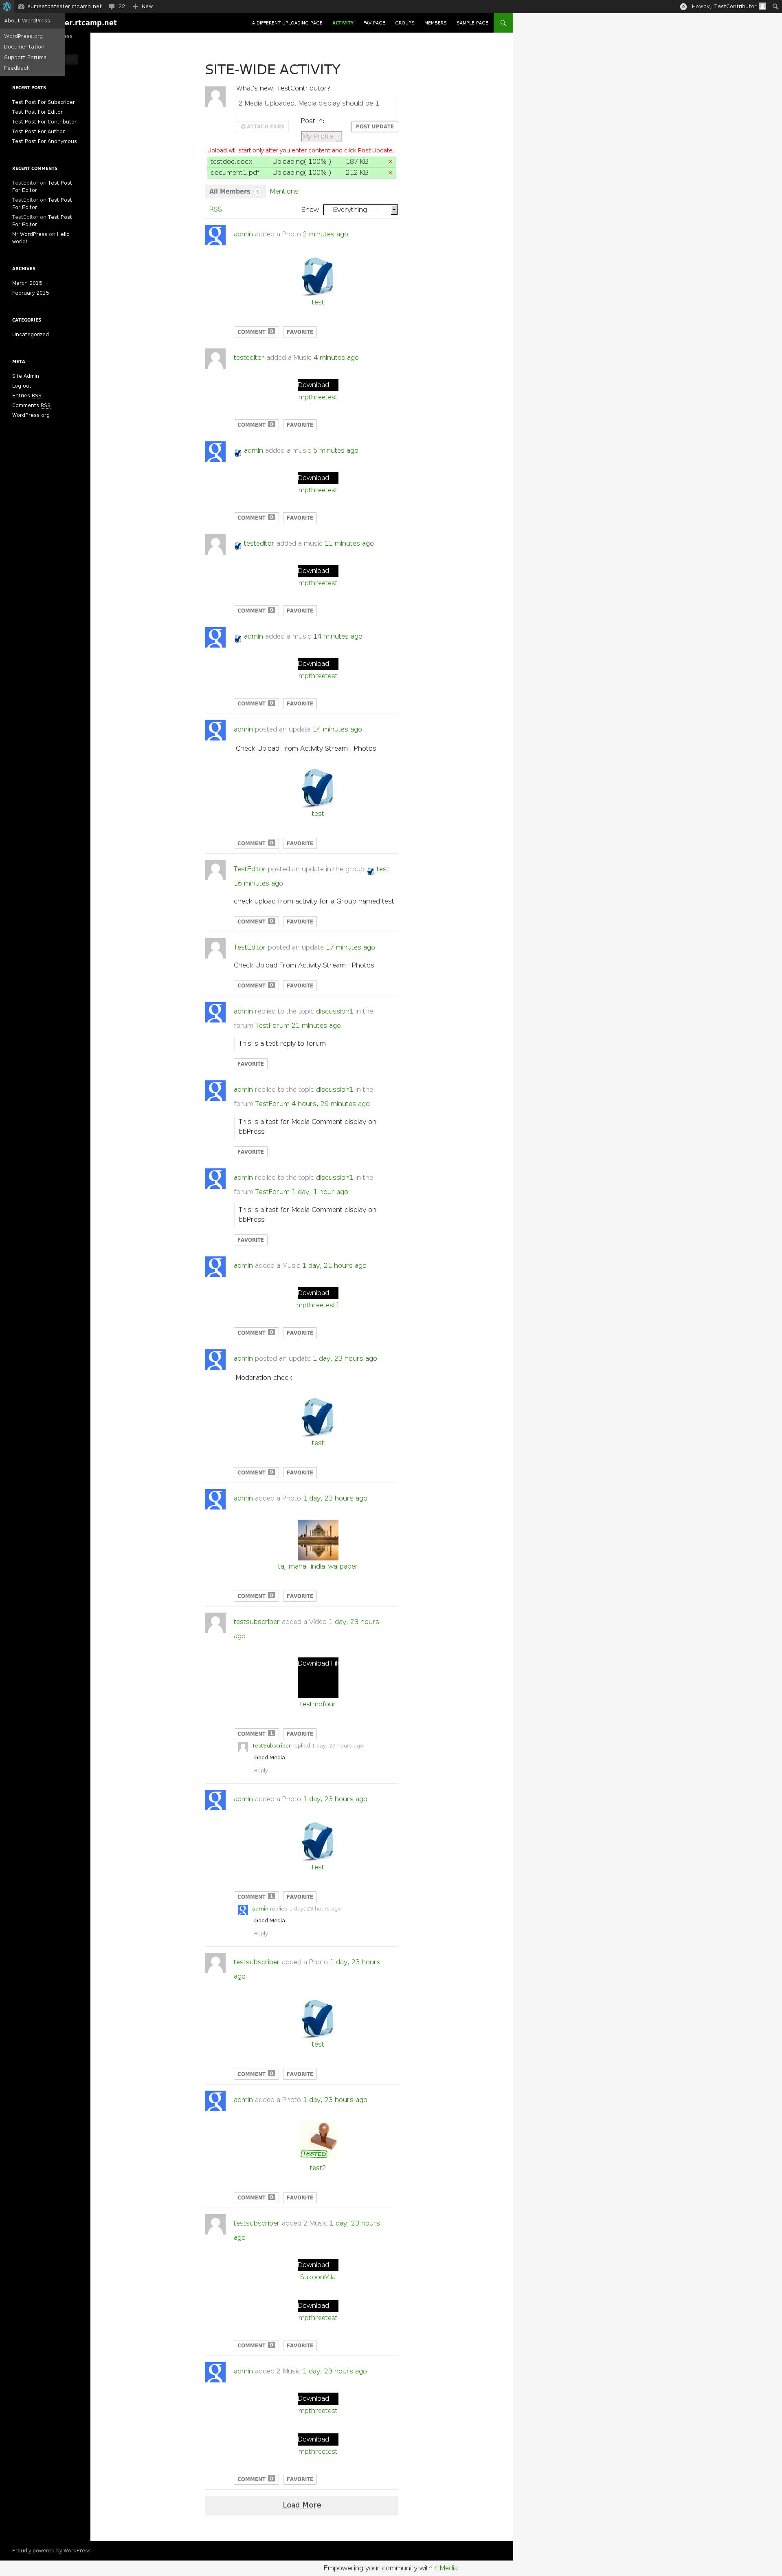 sumeetqatester.rtcamp.net 22 New
Howdy, TestContributor
About WordPress
WordPress.org
Documentation
Support Forums
Feedback
er.rtcamp.net
A DIFFERENT UPLOADING PAGE ACTIVITY FAV PAGE GROUPS MEMBERS SAMPLE PAGE
RECENT POSTS
Test Post For Subscriber
Test Post For Editor
Test Post For Contributor
Test Post For Author
Test Post For Anonymous
RECENT COMMENTS
TestEditor on Test Post
For Editor
TestEditor on Test Post
For Editor
TestEditor on Test Post
For Editor
Mr WordPress on Hello
world!
ARCHIVES
March 2015
February 2015
CATEGORIES
Uncategorized
META
Site Admin
Log out
Entries RSS
Comments RSS
WordPress.org
SITE-WIDE ACTIVITY
What's new, TestContributor?
2 Media Uploaded. Media display should be 1
ATTACH FILES
Post in:
My Profile
POST UPDATE
Upload will start only after you enter content and click Post Update.
testdoc.docx Uploading( 100% ) 187 KB ×
document1.pdf Uploading( 100% ) 212 KB ×
All Members 5 Mentions
RSS Show: — Everything —
admin added a Photo 2 minutes ago
test
COMMENT 0 FAVORITE
testeditor added a Music 4 minutes ago
Download
mpthreetest
COMMENT 0 FAVORITE
admin added a music 5 minutes ago
Download
mpthreetest
COMMENT 0 FAVORITE
testeditor added a music 11 minutes ago
Download
mpthreetest
COMMENT 0 FAVORITE
admin added a music 14 minutes ago
Download
mpthreetest
COMMENT 0 FAVORITE
admin posted an update 14 minutes ago
Check Upload From Activity Stream : Photos
test
COMMENT 0 FAVORITE
TestEditor posted an update in the group test
16 minutes ago
check upload from activity for a Group named test
COMMENT 0 FAVORITE
TestEditor posted an update 17 minutes ago
Check Upload From Activity Stream : Photos
COMMENT 0 FAVORITE
admin replied to the topic discussion1 in the
forum TestForum 21 minutes ago
This is a test reply to forum
FAVORITE
admin replied to the topic discussion1 in the
forum TestForum 4 hours, 29 minutes ago
This is a test for Media Comment display on
bbPress
FAVORITE
admin replied to the topic discussion1 in the
forum TestForum 1 day, 1 hour ago
This is a test for Media Comment display on
bbPress
FAVORITE
admin added a Music 1 day, 21 hours ago
Download
mpthreetest1
COMMENT 0 FAVORITE
admin posted an update 1 day, 23 hours ago
Moderation check
test
COMMENT 0 FAVORITE
admin added a Photo 1 day, 23 hours ago
taj_mahal_india_wallpaper
COMMENT 0 FAVORITE
testsubscriber added a Video 1 day, 23 hours
ago
Download File
testmpfour
COMMENT 1 FAVORITE
TestSubscriber replied 1 day, 23 hours ago
Good Media
Reply
admin added a Photo 1 day, 23 hours ago
test
COMMENT 1 FAVORITE
admin replied 1 day, 23 hours ago
Good Media
Reply
testsubscriber added a Photo 1 day, 23 hours
ago
test
COMMENT 0 FAVORITE
admin added a Photo 1 day, 23 hours ago
TESTED
test2
COMMENT 0 FAVORITE
testsubscriber added 2 Music 1 day, 23 hours
ago
Download
SukoonMila
Download
mpthreetest
COMMENT 0 FAVORITE
admin added 2 Music 1 day, 23 hours ago
Download
mpthreetest
Download
mpthreetest
COMMENT 0 FAVORITE
Load More
Proudly powered by WordPress
Empowering your community with rtMedia